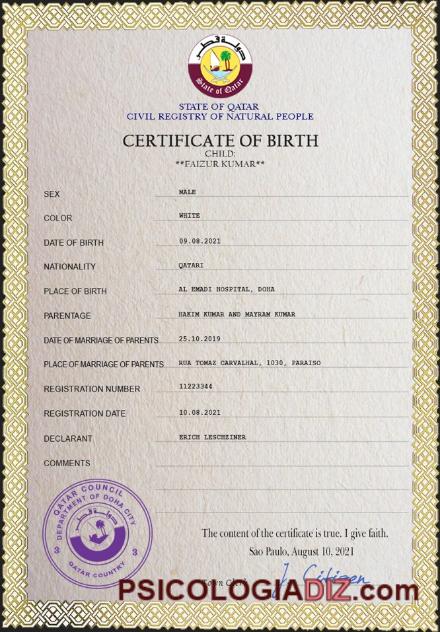 دولة قطر
State of Qatar
STATE OF QATAR
CIVIL REGISTRY OF NATURAL PEOPLE
CERTIFICATE OF BIRTH
CHILD:
**FAIZUR KUMAR**
SEX MALE
COLOR WHITE
DATE OF BIRTH 09.08.2021
NATIONALITY QATARI
PLACE OF BIRTH AL EMADI HOSPITAL, DOHA
PARENTAGE HAKIM KUMAR AND MAYRAM KUMAR
DATE OF MARRIAGE OF PARENTS 25.10.2019
PLACE OF MARRIAGE OF PARENTS RUA TOMAZ CARVALHAL, 1030, PARAISO
REGISTRATION NUMBER 11223344
REGISTRATION DATE 10.08.2021
DECLARANT ERICH LESCHZINER
COMMENTS
QATAR COUNCIL
DEPARTMENT OF DOHA CITY
QATAR COUNTRY
The content of the certificate is true. I give faith.
Sao Paulo, August 10, 2021
Town Clerk J. Citizen
PSICOLOGIADIZ.com